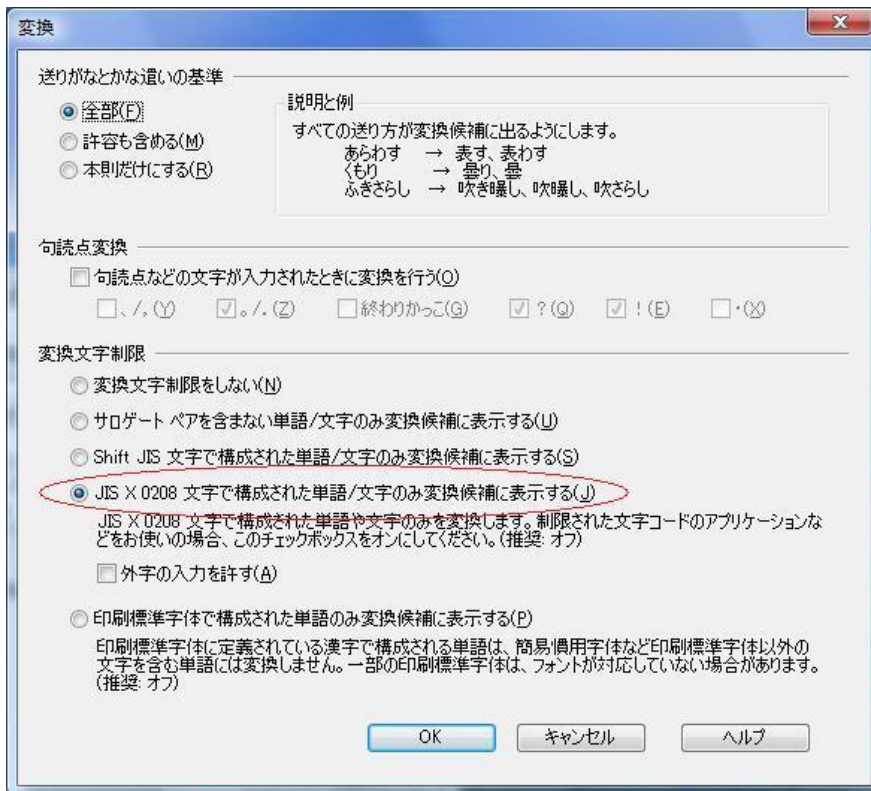 変換
送りがなとかな遣いの基準
全部(F)
許容も含める(M)
本則だけにする(R)
説明と例
すべての送り方が変換候補に出るようにします。
あらわす → 表す、表わす
くもり → 曇り、曇
ふきさらし → 吹き曝し、吹曝し、吹さらし
句読点変換
句読点などの文字が入力されたときに変換を行う(O)
、/，(Y) 。/．(Z) 終わりかっこ(G) ?(Q) !(E) ・(X)
変換文字制限
変換文字制限をしない(N)
サロゲート ペアを含まない単語/文字のみ変換候補に表示する(U)
Shift JIS 文字で構成された単語/文字のみ変換候補に表示する(S)
JIS X 0208 文字で構成された単語/文字のみ変換候補に表示する(J)
JIS X 0208 文字で構成された単語や文字のみを変換します。制限された文字コードのアプリケーションな
どをお使いの場合、このチェックボックスをオンにしてください。(推奨: オフ)
外字の入力を許す(A)
印刷標準字体で構成された単語のみ変換候補に表示する(P)
印刷標準字体に定義されている漢字で構成される単語は、簡易慣用字体など印刷標準字体以外の
文字を含む単語には変換しません。一部の印刷標準字体は、フォントが対応していない場合があります。
(推奨: オフ)
OK キャンセル ヘルプ